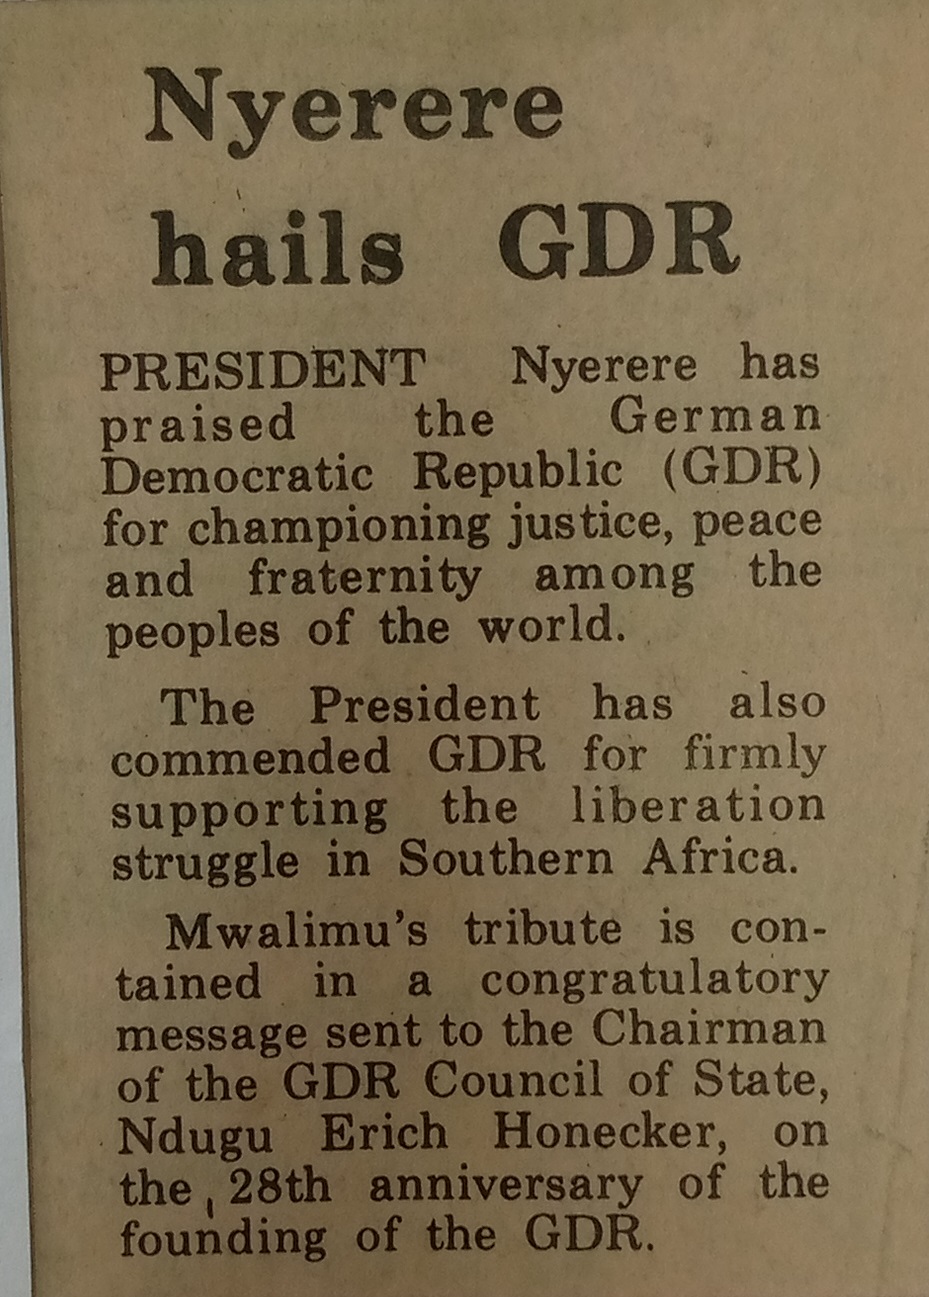 Nyerere
hails GDR
PRESIDENT Nyerere has
praised the German
Democratic Republic (GDR)
for championing justice, peace
and fraternity among the
peoples of the world.
The President has also
commended GDR for firmly
supporting the liberation
struggle in Southern Africa.
Mwalimu's tribute is con-
tained in a congratulatory
message sent to the Chairman
of the GDR Council of State,
Ndugu Erich Honecker, on
the 28th anniversary of the
founding of the GDR.